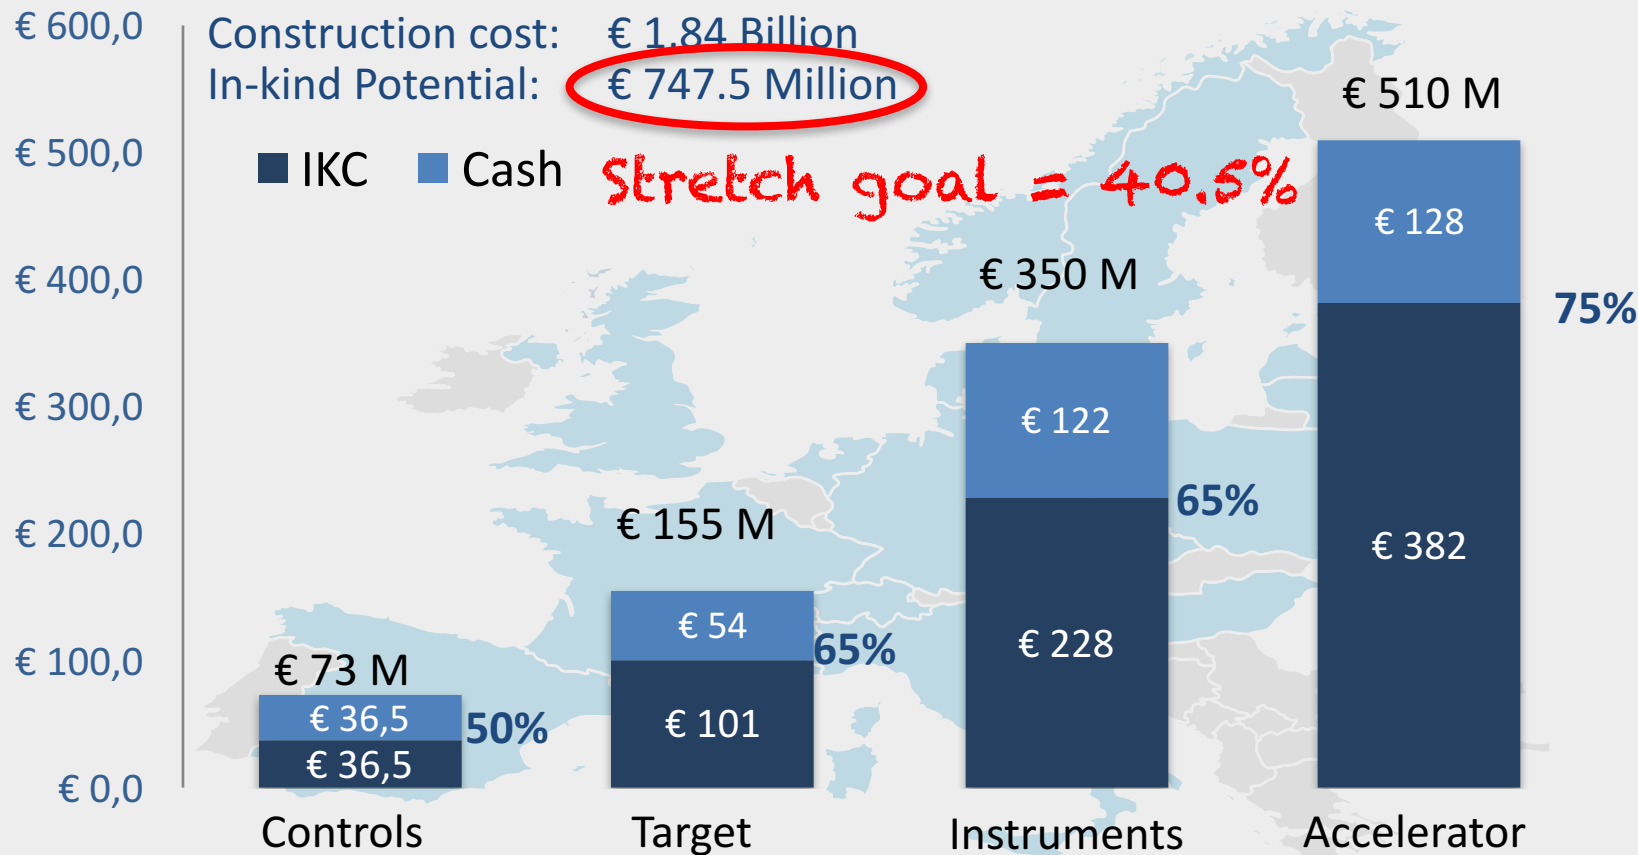 € 600,0
Construction cost: € 1.84 Billion
In-kind Potential: € 747.5 Million
€ 510 M
€ 500,0
IKC Cash
Stretch goal = 40.5%
€ 128
€ 400,0
€ 350 M
75%
€ 300,0
€ 122
65%
€ 200,0
€ 155 M
€ 382
€ 54
65%
€ 228
€ 100,0
€ 73 M
€ 36,5
50%
€ 101
€ 36,5
€ 0,0
Controls Target Instruments Accelerator